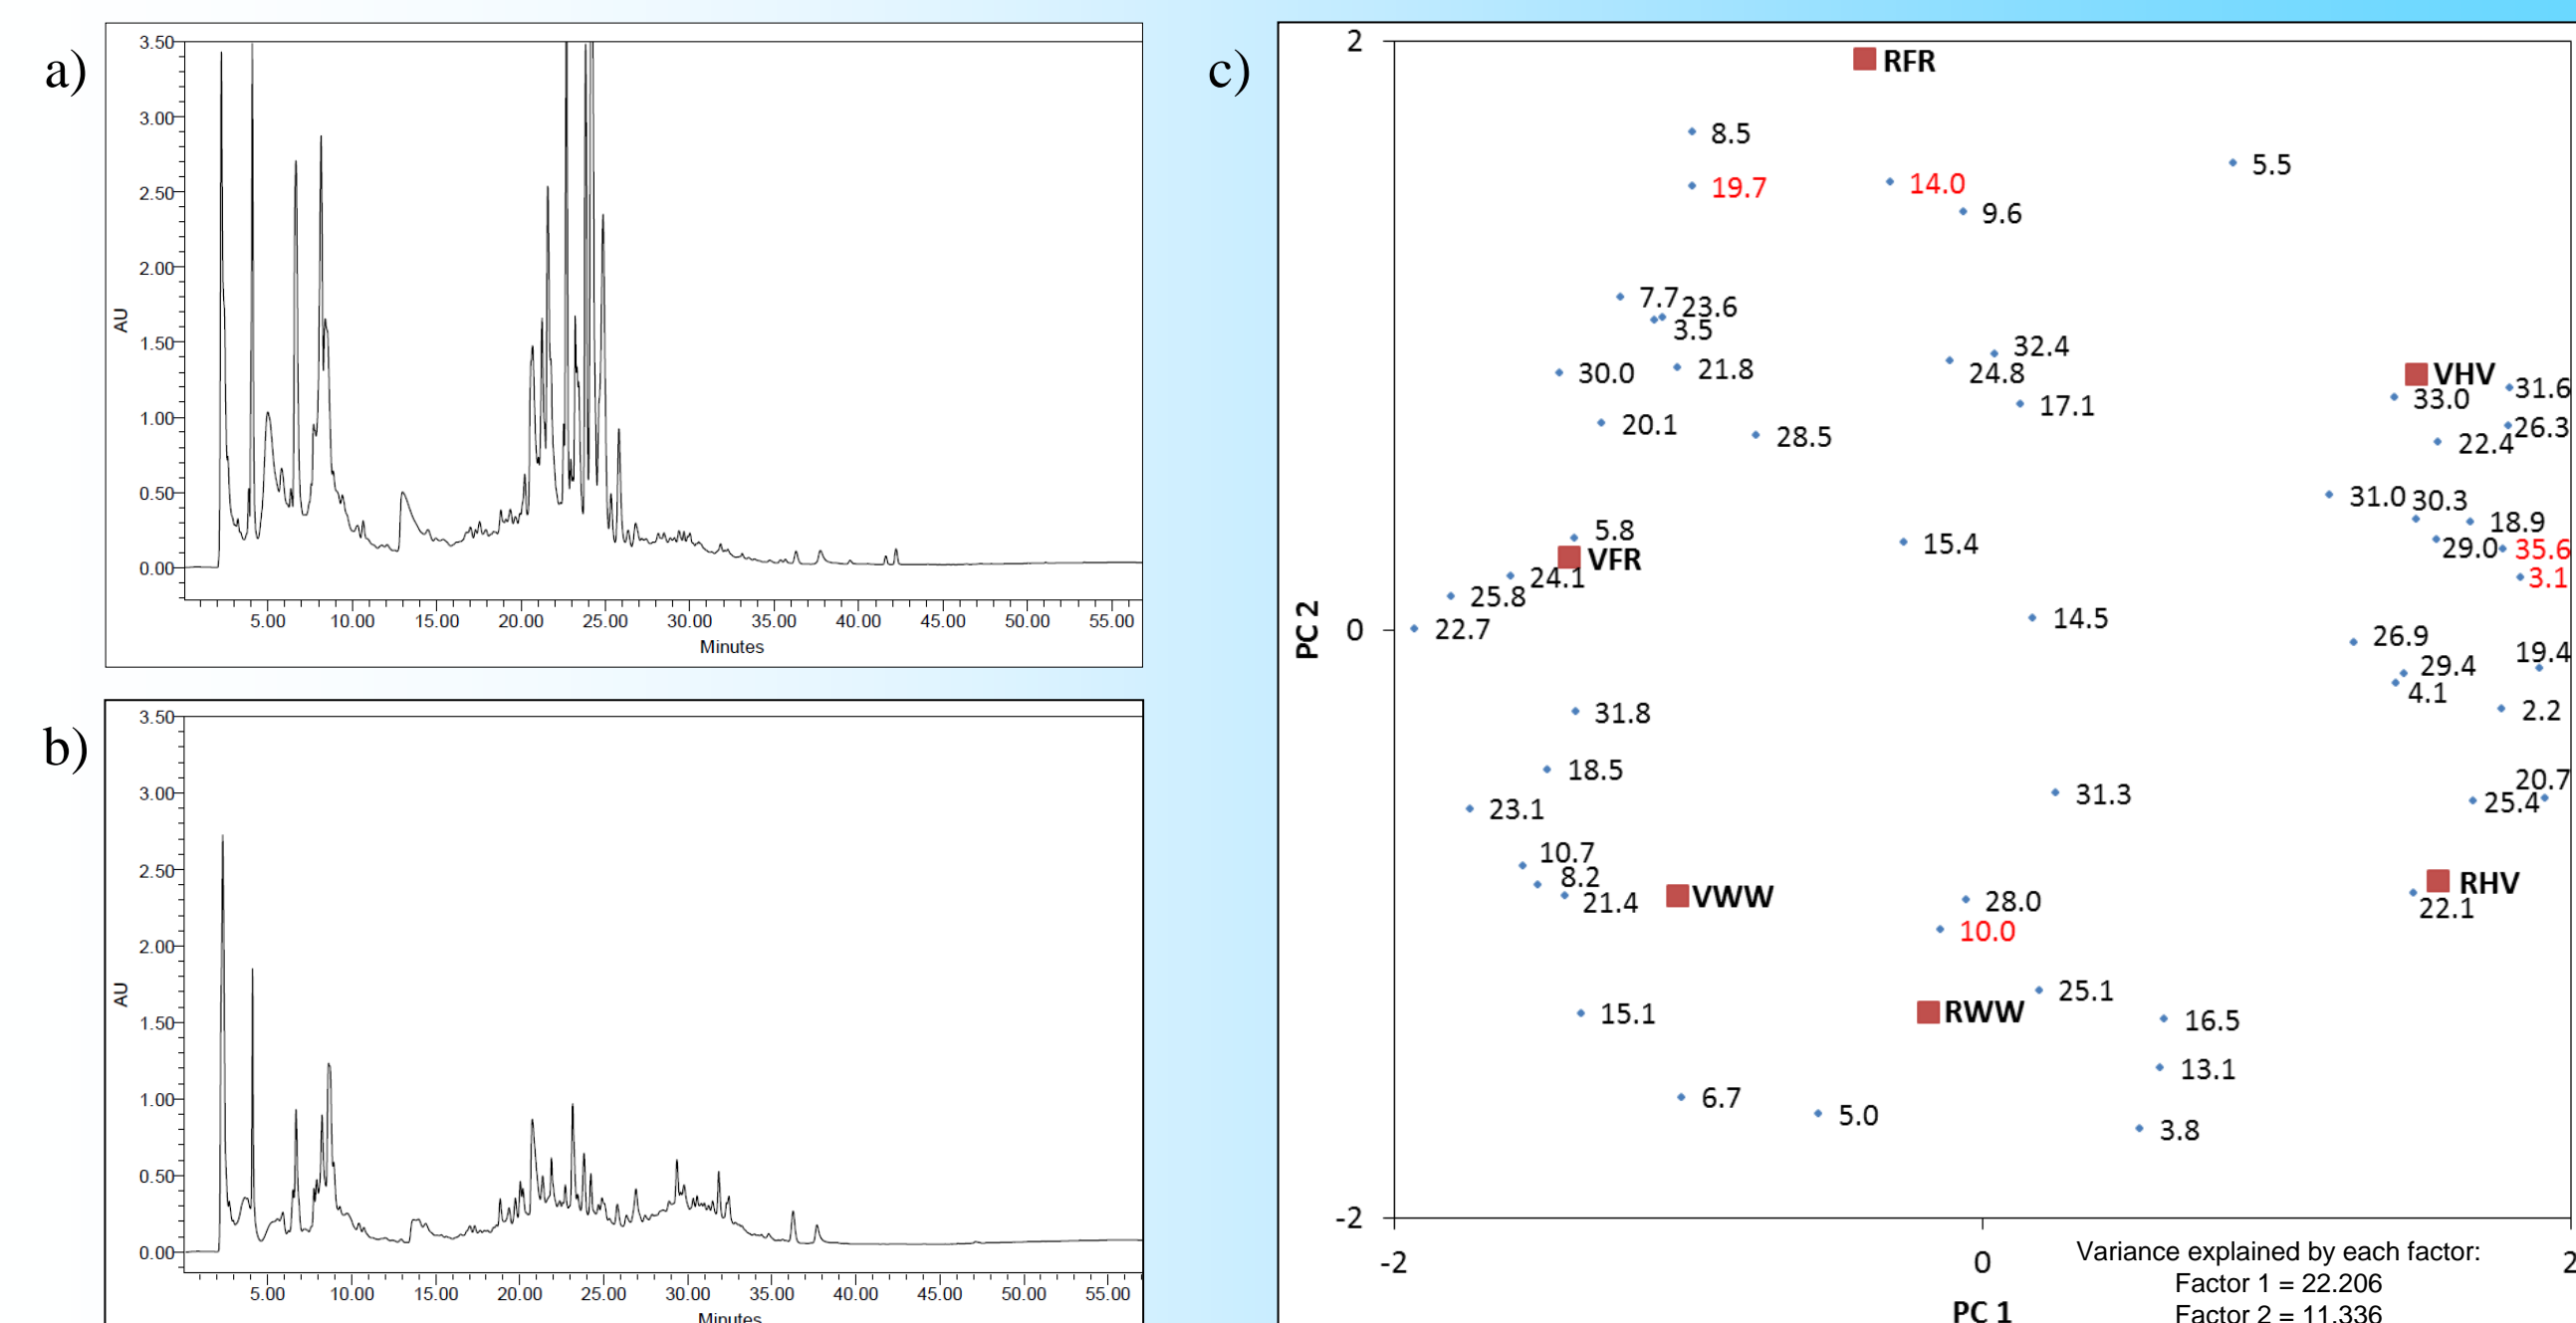 a)
3.50
3.00
2.50
2.00
1.50
1.00
0.50
0.00
AU
5.00 10.00 15.00 20.00 25.00 30.00 35.00 40.00 45.00 50.00 55.00
Minutes
b)
3.50
3.00
2.50
2.00
1.50
1.00
0.50
0.00
AU
5.00 10.00 15.00 20.00 25.00 30.00 35.00 40.00 45.00 50.00 55.00
Minutes
c)
2
RFR
8.5
5.5
19.7 14.0
9.6
7.7 23.6
3.5
32.4
30.0 21.8 24.8 VHV
31.6
33.0
17.1
20.1 26.3
28.5 22.4
31.0 30.3
18.9
5.8
15.4 29.0 35.6
VFR
24.1 3.1
25.8
14.5
PC 2
0
22.7
26.9
19.4
29.4
4.1
31.8 2.2
18.5
20.7
31.3 25.4
23.1
10.7
8.2
21.4 VWW 28.0 RHV
22.1
10.0
25.1
15.1 RWW 16.5
13.1
6.7
5.0
3.8
-2
-2 0 2
Variance explained by each factor:
Factor 1 = 22.206
Factor 2 = 11.336
PC 1